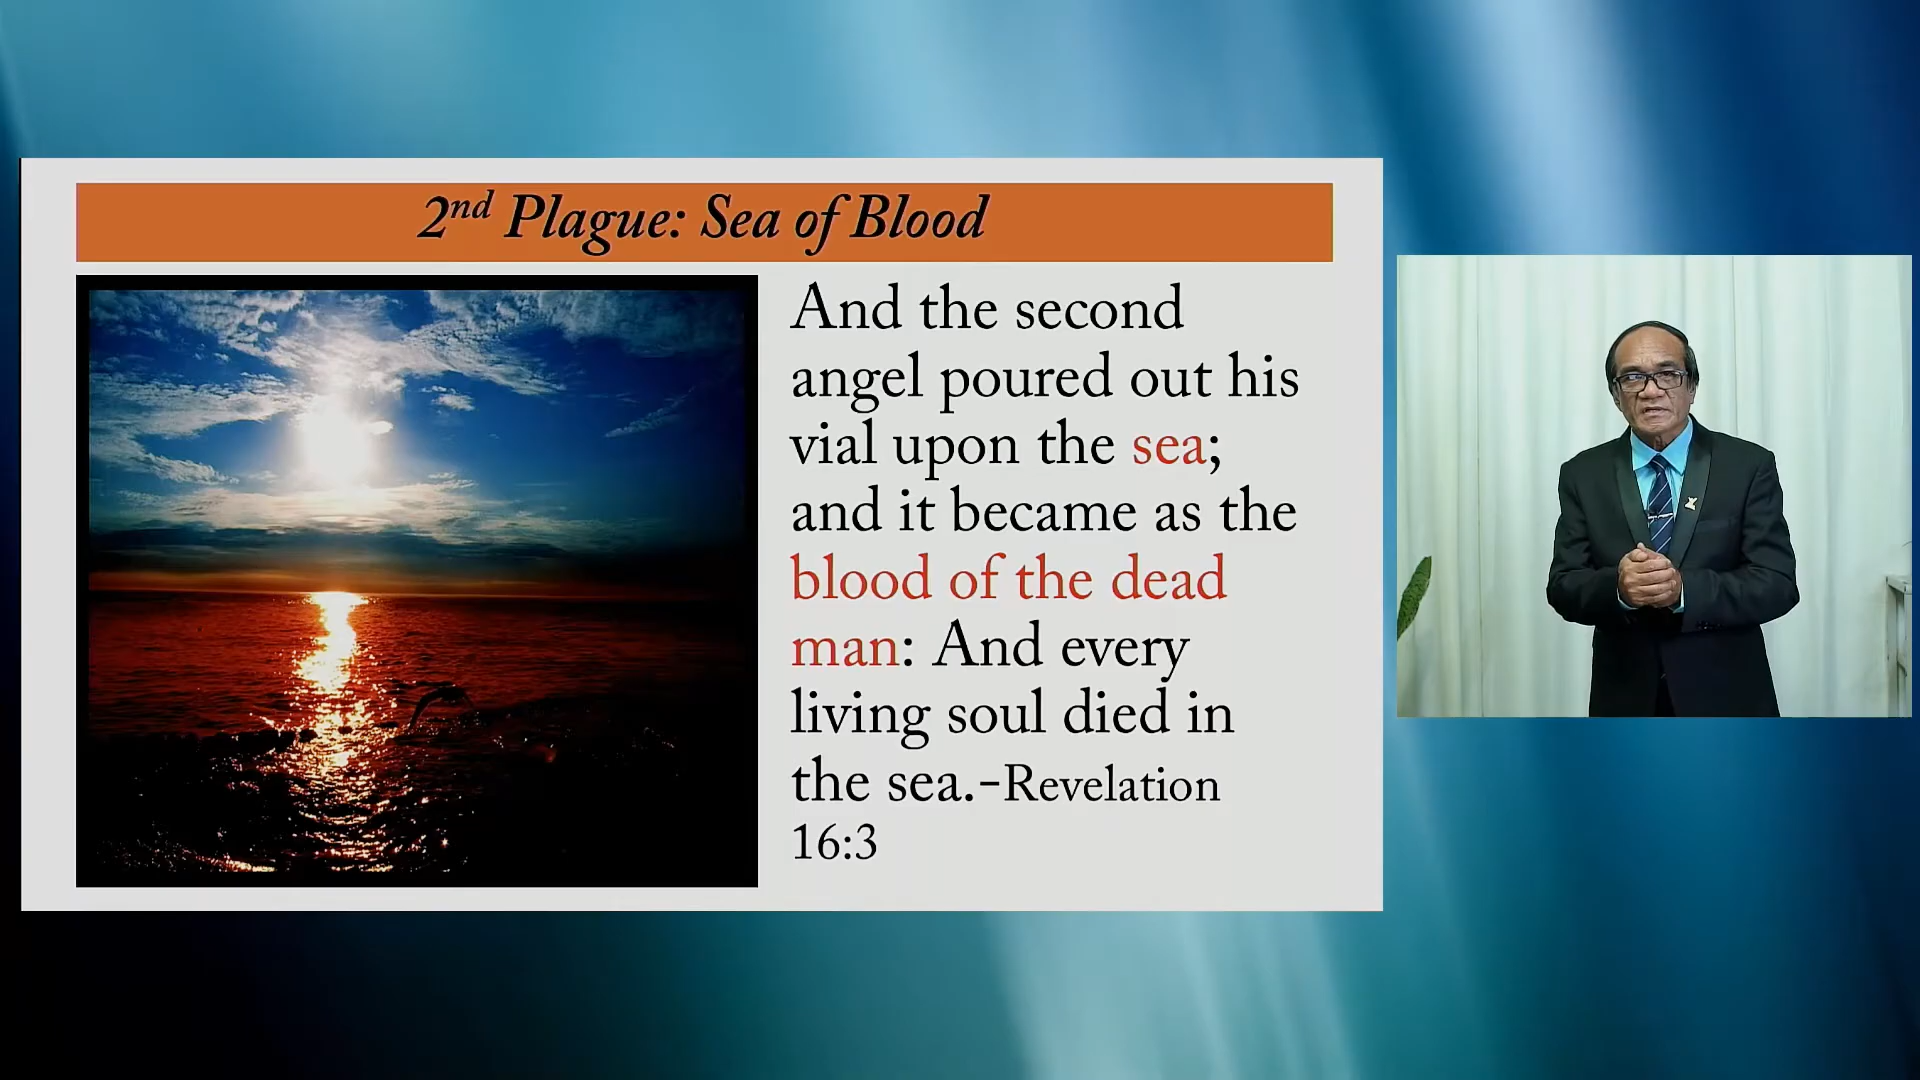 2nd Plague: Sea of Blood
And the second
angel poured out his
vial upon the sea;
and it became as the
blood of the dead
man: And every
living soul died in
the sea.-Revelation
16:3